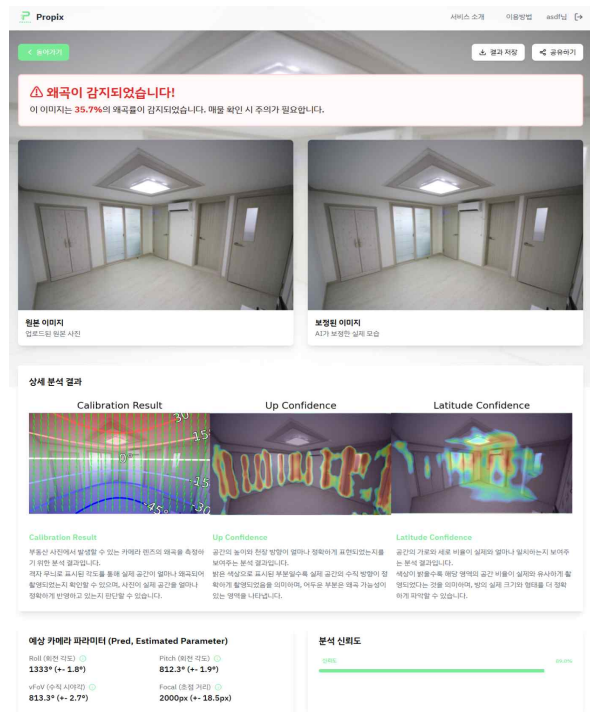 Propix
서비스 소개 이용방법 asdf님
돌아가기
결과 저장 공유하기
왜곡이 감지되었습니다!
이 이미지는 35.7%의 왜곡률이 감지되었습니다. 매물 확인 시 주의가 필요합니다.
원본 이미지
업로드된 원본 사진
보정된 이미지
AI가 보정한 실제 모습
상세 분석 결과
Calibration Result
Up Confidence
Latitude Confidence
30
15
0°
-15
-30
-45°
Calibration Result
부동산 사진에서 발생할 수 있는 카메라 렌즈의 왜곡을 측정하
기 위한 분석 결과입니다.
격자 무늬로 표시된 각도를 통해 실제 공간이 얼마나 왜곡되어
촬영되었는지 확인할 수 있으며, 사진이 실제 공간을 얼마나
정확하게 반영하고 있는지 판단할 수 있습니다.
Up Confidence
공간의 높이와 천장 방향이 얼마나 정확하게 표현되었는지를
보여주는 분석 결과입니다.
밝은 색상으로 표시된 부분일수록 실제 공간의 수직 방향이 정
확하게 촬영되었음을 의미하며, 어두운 부분은 왜곡 가능성이
있는 영역을 나타냅니다.
Latitude Confidence
공간의 가로와 세로 비율이 실제와 얼마나 일치하는지 보여주
는 분석 결과입니다.
색상이 밝을수록 해당 영역의 공간 비율이 실제와 유사하게 촬
영되었다는 것을 의미하며, 방의 실제 크기와 형태를 더 정확
하게 파악할 수 있습니다.
예상 카메라 파라미터 (Pred, Estimated Parameter)
Roll (회전 각도)
1333° (+- 1.8°)
Pitch (회전 각도)
812.3° (+- 1.9°)
vFoV (수직 시야각)
813.3° (+- 2.7°)
Focal (초점 거리)
2000px (+- 18.5px)
분석 신뢰도
신뢰도